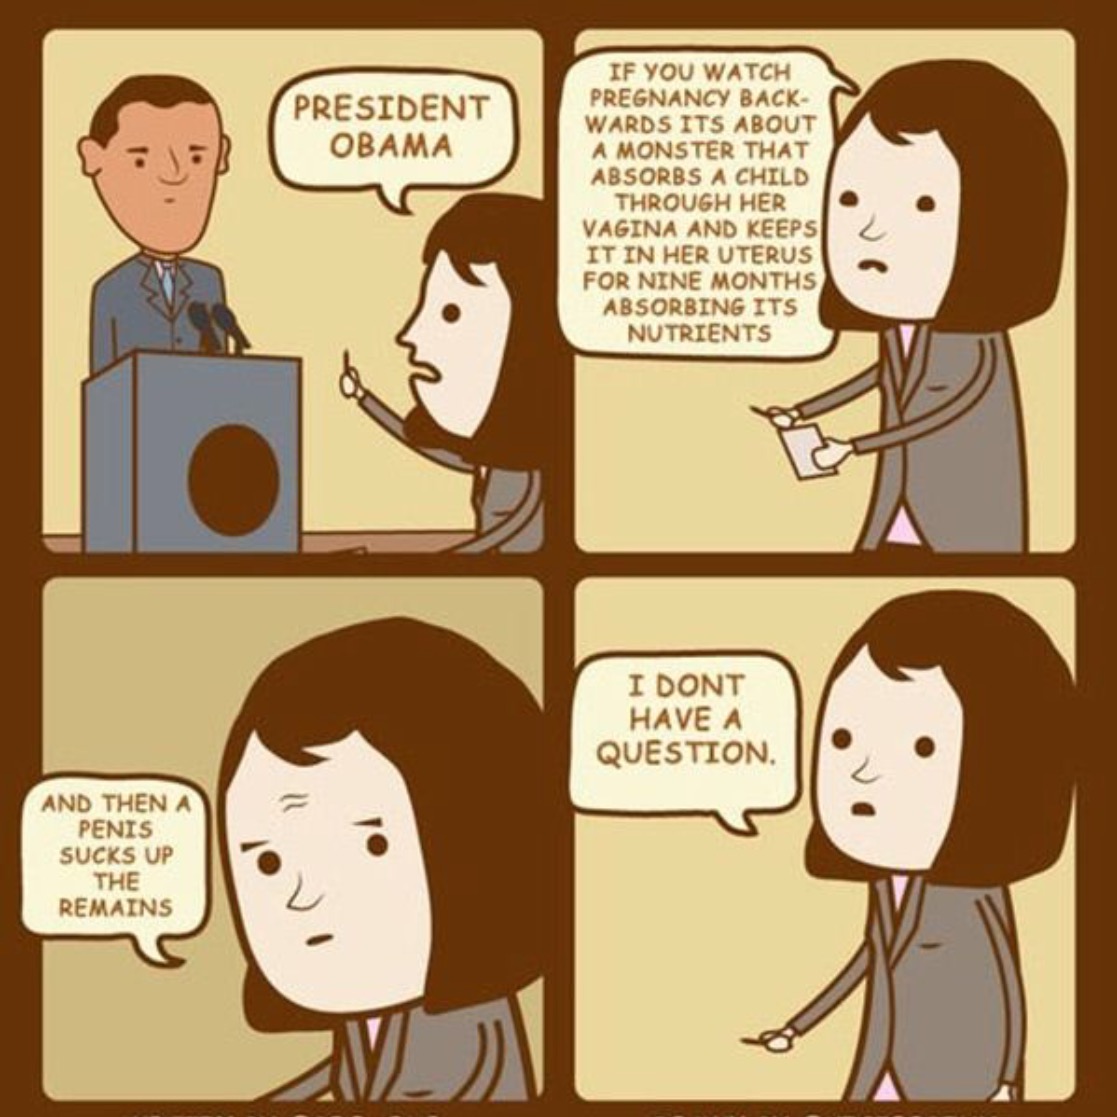 PRESIDENT
OBAMA
IF YOU WATCH
PREGNANCY BACK-
WARDS ITS ABOUT
A MONSTER THAT
ABSORBS A CHILD
THROUGH HER
VAGINA AND KEEPS
IT IN HER UTERUS
FOR NINE MONTHS
ABSORBING ITS
NUTRIENTS
AND THEN A
PENIS
SUCKS UP
THE
REMAINS
I DONT
HAVE A
QUESTION.